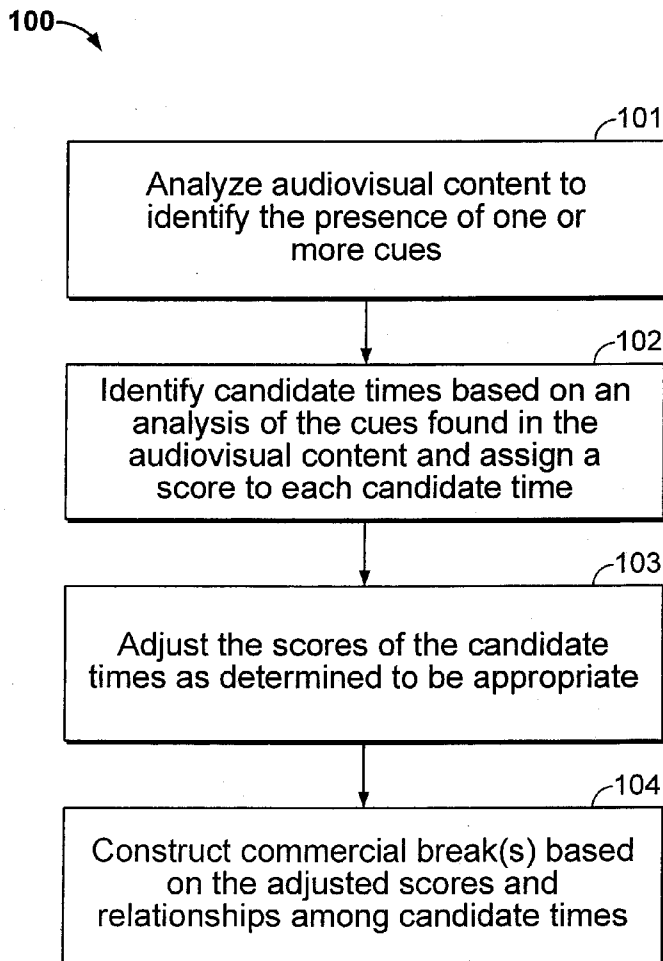 100
101
Analyze audiovisual content to
identify the presence of one or
more cues
102
Identify candidate times based on an
analysis of the cues found in the
audiovisual content and assign a
score to each candidate time
103
Adjust the scores of the candidate
times as determined to be appropriate
104
Construct commercial break(s) based
on the adjusted scores and
relationships among candidate times